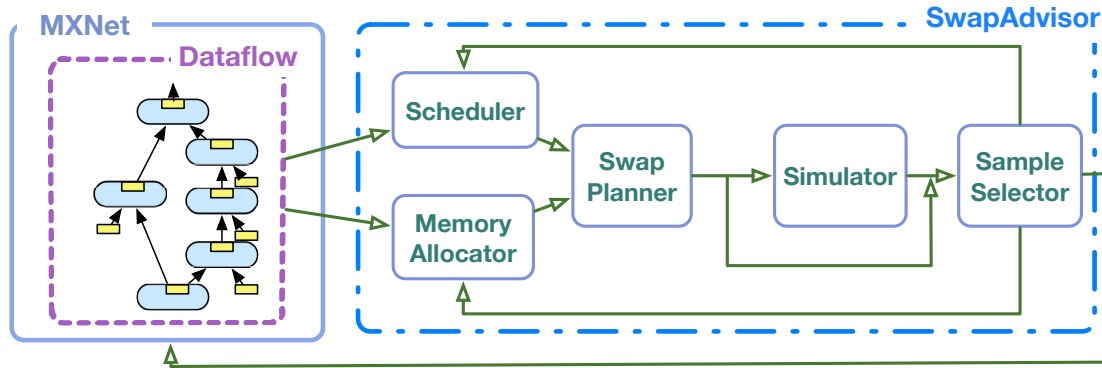 SwapAdvisor
MXNet
Dataflow
Scheduler
Swap
Planner
Simulator
Sample
Selector
Memory
Allocator